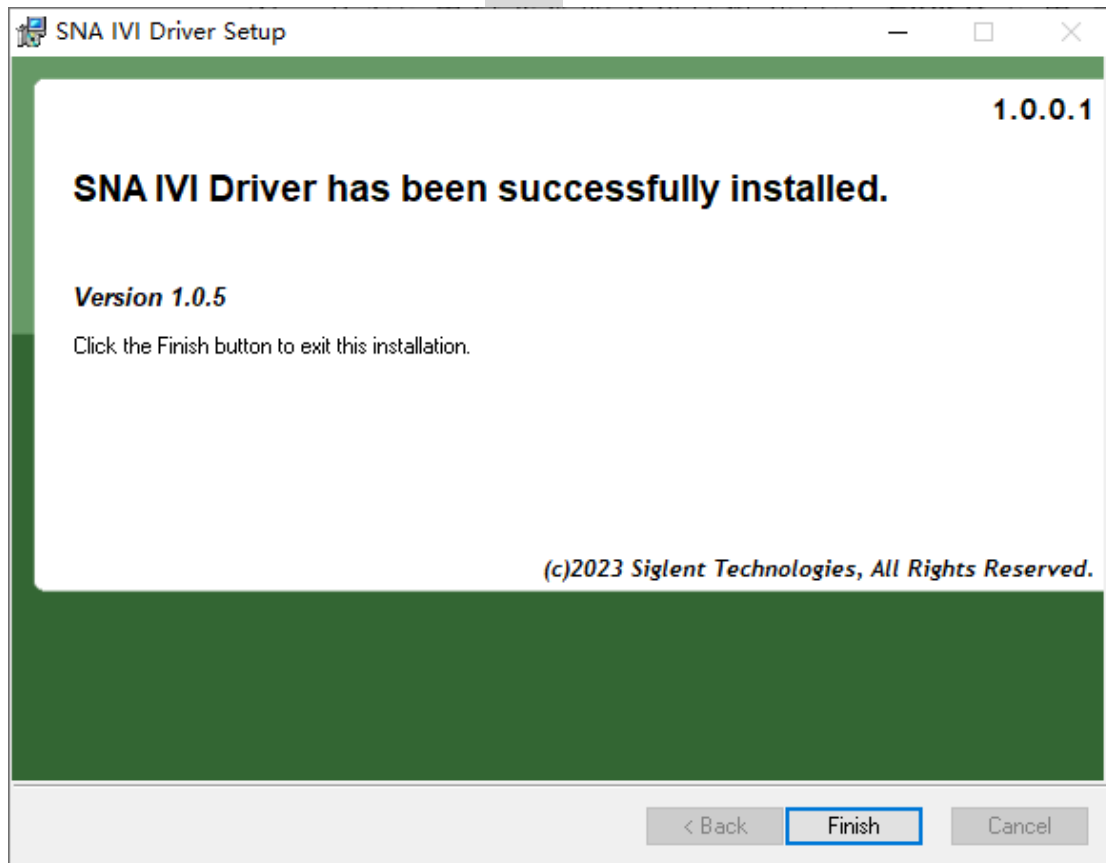 SNA IVI Driver Setup
1.0.0.1
SNA IVI Driver has been successfully installed.
Version 1.0.5
Click the Finish button to exit this installation.
(c)2023 Siglent Technologies, All Rights Reserved.
< Back Finish Cancel